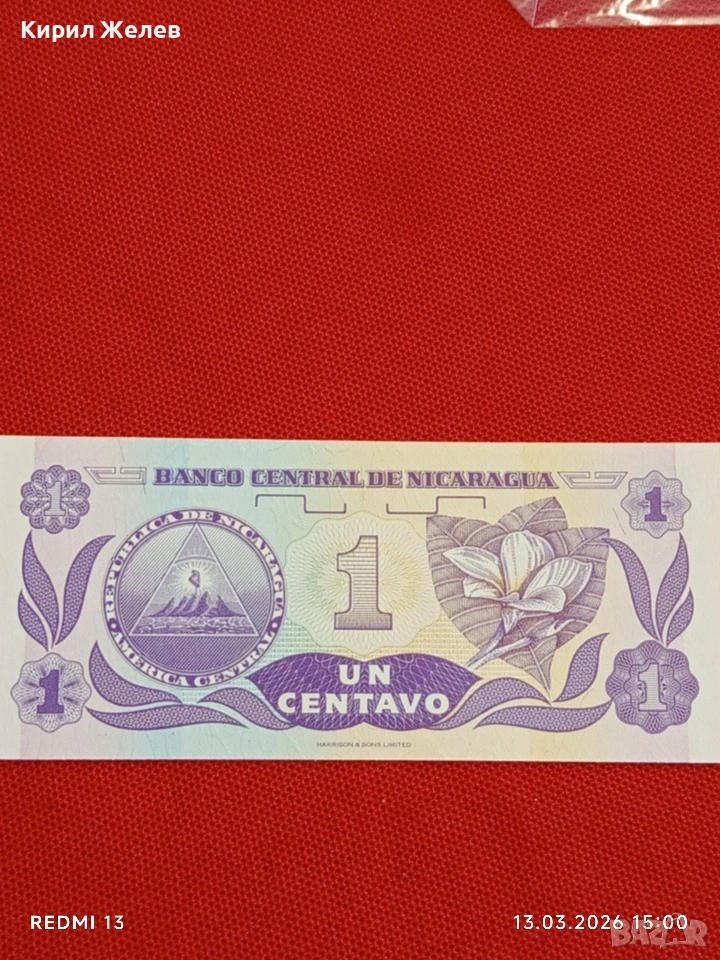 Кирил Желев
BANCO CENTRAL DE NICARAGUA
1
1
REPUBLICA DE NICARAGUA
AMERICA CENTRAL
1
UN
CENTAVO
1
1
HARRISON & SONS LIMITED
REDMI 13
13.03.2026 15:00
BAZAR